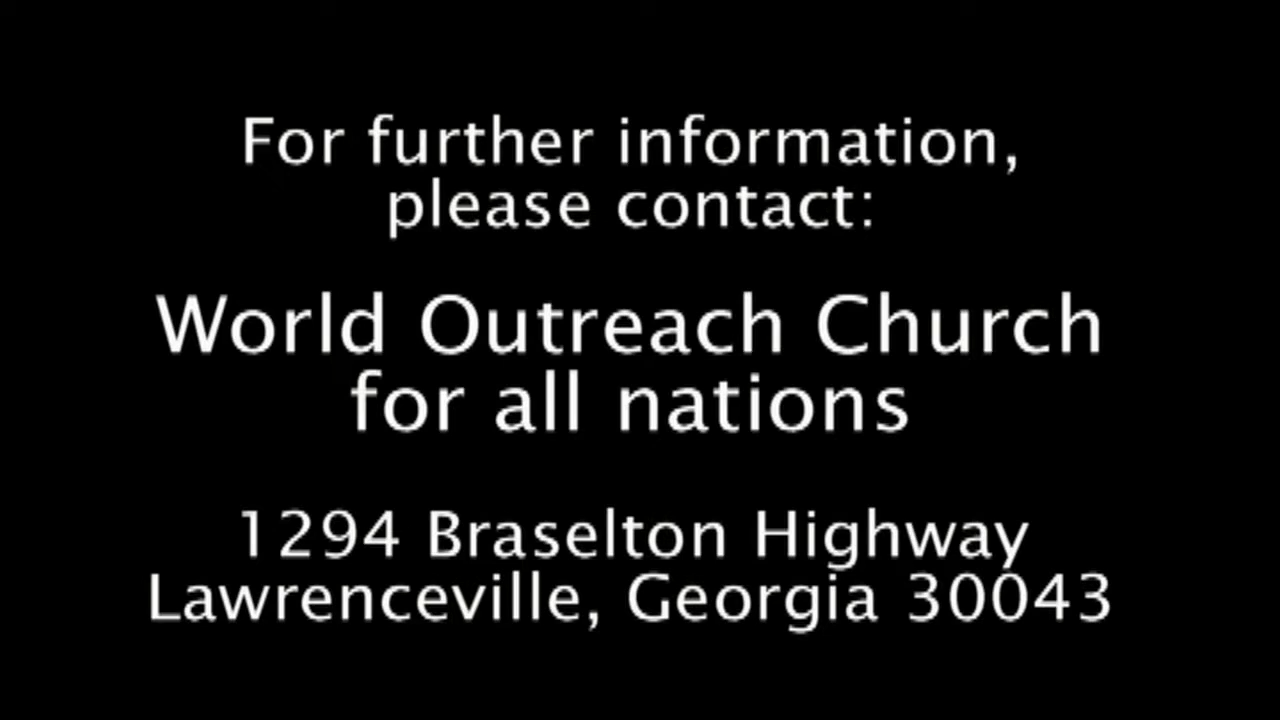 For further information,
please contact:
World Outreach Church
for all nations
1294 Braselton Highway
Lawrenceville, Georgia 30043